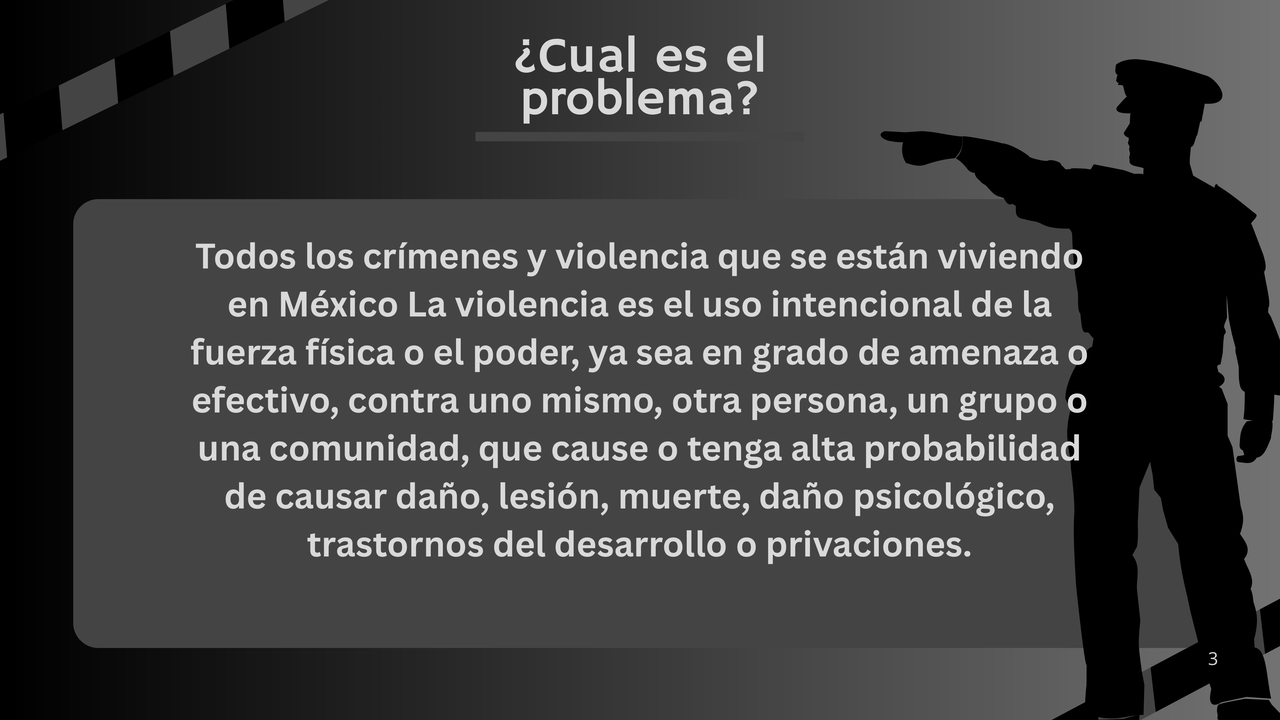 ¿Cual es el
problema?
Todos los crímenes y violencia que se están viviendo
en México La violencia es el uso intencional de la
fuerza física o el poder, ya sea en grado de amenaza o
efectivo, contra uno mismo, otra persona, un grupo o
una comunidad, que cause o tenga alta probabilidad
de causar daño, lesión, muerte, daño psicológico,
trastornos del desarrollo o privaciones.
3